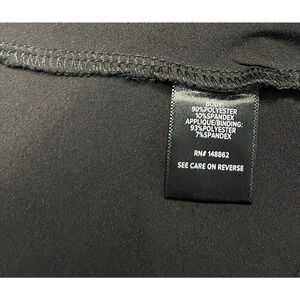 BODY:
90%POLYESTER
10%SPANDEX
APPLIQUE/BINDING:
93%POLYESTER
7%SPANDEX
RN# 148862
SEE CARE ON REVERSE